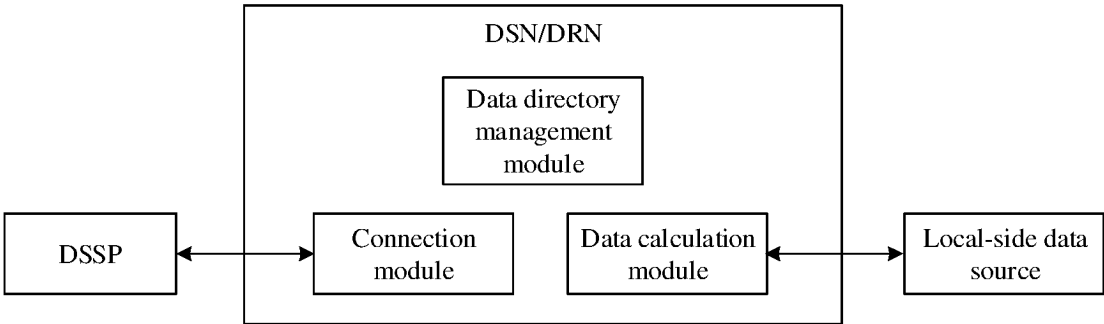 DSN/DRN
Data directory
management
module
DSSP
Connection
module
Data calculation
module
Local-side data
source